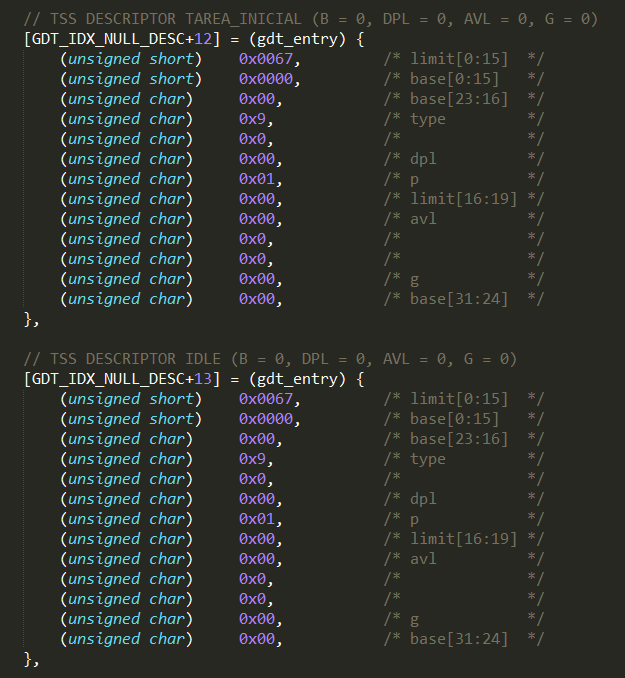 // TSS DESCRIPTOR TAREA_INICIAL (B = 0, DPL = 0, AVL = 0, G = 0)
[GDT_IDX_NULL_DESC+12] = (gdt_entry) {
    (unsigned short)    0x0067,         /* limit[0:15]  */
    (unsigned short)    0x0000,         /* base[0:15]   */
    (unsigned char)     0x00,           /* base[23:16]  */
    (unsigned char)     0x9,            /* type         */
    (unsigned char)     0x0,            /*              */
    (unsigned char)     0x00,           /* dpl          */
    (unsigned char)     0x01,           /* p            */
    (unsigned char)     0x00,           /* limit[16:19] */
    (unsigned char)     0x00,           /* avl          */
    (unsigned char)     0x0,            /*              */
    (unsigned char)     0x0,            /*              */
    (unsigned char)     0x00,           /* g            */
    (unsigned char)     0x00,           /* base[31:24]  */
},

// TSS DESCRIPTOR IDLE (B = 0, DPL = 0, AVL = 0, G = 0)
[GDT_IDX_NULL_DESC+13] = (gdt_entry) {
    (unsigned short)    0x0067,         /* limit[0:15]  */
    (unsigned short)    0x0000,         /* base[0:15]   */
    (unsigned char)     0x00,           /* base[23:16]  */
    (unsigned char)     0x9,            /* type         */
    (unsigned char)     0x0,            /*              */
    (unsigned char)     0x00,           /* dpl          */
    (unsigned char)     0x01,           /* p            */
    (unsigned char)     0x00,           /* limit[16:19] */
    (unsigned char)     0x00,           /* avl          */
    (unsigned char)     0x0,            /*              */
    (unsigned char)     0x0,            /*              */
    (unsigned char)     0x00,           /* g            */
    (unsigned char)     0x00,           /* base[31:24]  */
},